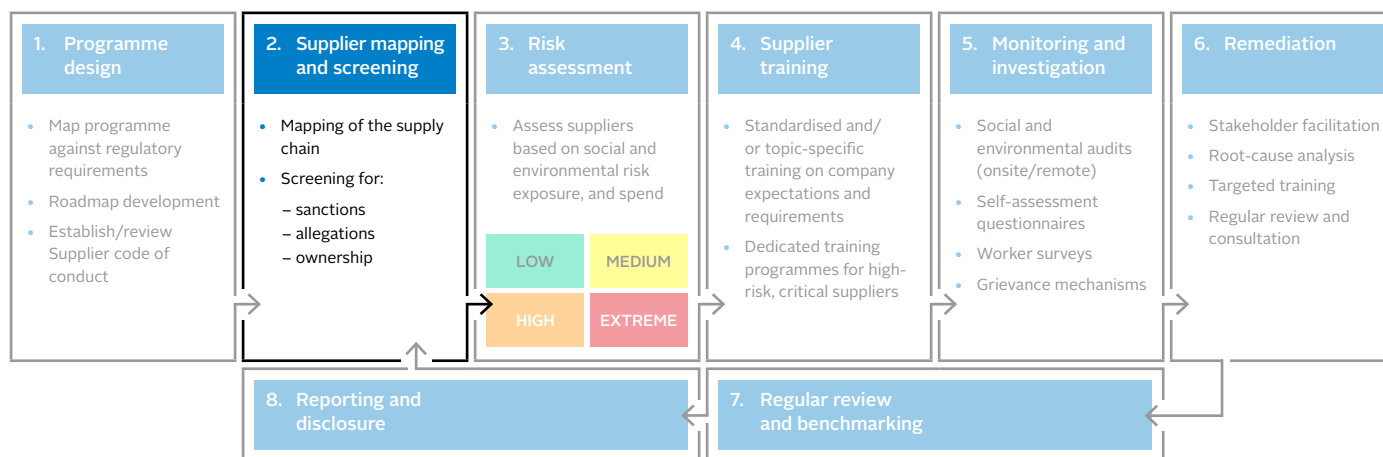 1. Programme
design
• Map programme
against regulatory
requirements
• Roadmap development
• Establish/review
Supplier code of
conduct
2. Supplier mapping
and screening
• Mapping of the supply
chain
• Screening for:
– sanctions
– allegations
– ownership
3. Risk
assessment
• Assess suppliers
based on social and
environmental risk
exposure, and spend
LOW
MEDIUM
HIGH
EXTREME
4. Supplier
training
• Standardised and/
or topic-specific
training on company
expectations and
requirements
• Dedicated training
programmes for high-
risk, critical suppliers
5. Monitoring and
investigation
• Social and
environmental audits
(onsite/remote)
• Self-assessment
questionnaires
• Worker surveys
• Grievance mechanisms
6. Remediation
• Stakeholder facilitation
• Root-cause analysis
• Targeted training
• Regular review and
consultation
7. Regular review
and benchmarking
8. Reporting and
disclosure